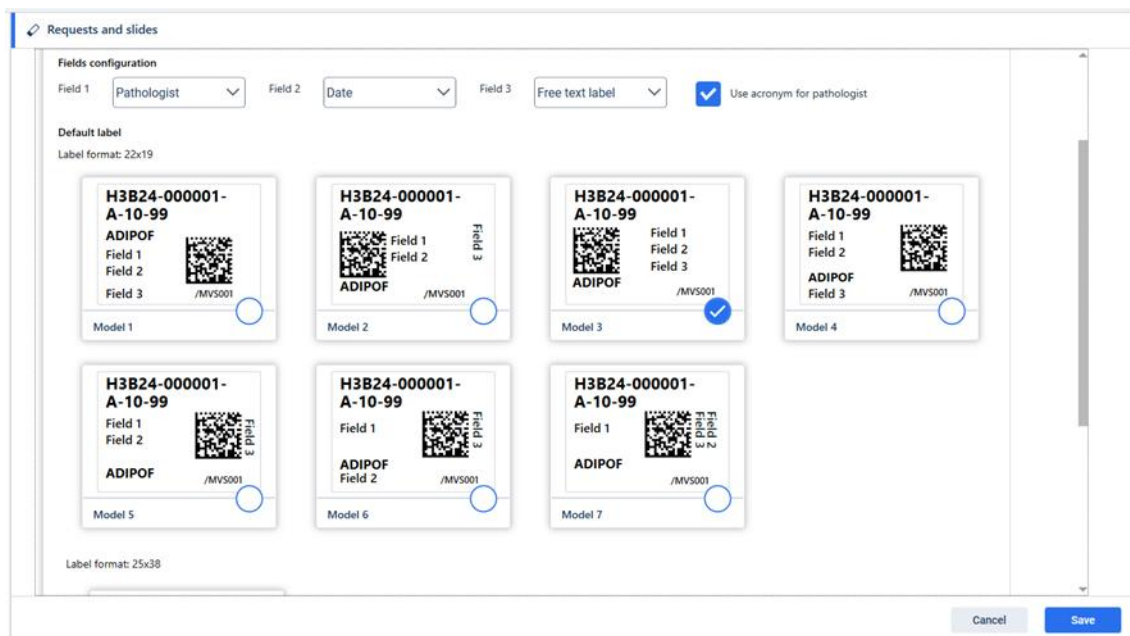 Requests and slides
Fields configuration
Field 1 Pathologist Field 2 Date Field 3 Free text label Use acronym for pathologist
Default label
Label format: 22x19
H3B24-000001-
A-10-99
ADIPOF
Field 1
Field 2
Field 3 /MVS001
Model 1
H3B24-000001-
A-10-99
Field 1
Field 2
Field 3
ADIPOF
/MVS001
Model 2
H3B24-000001-
A-10-99
Field 1
Field 2
Field 3
ADIPOF
/MVS001
Model 3
H3B24-000001-
A-10-99
Field 1
Field 2
ADIPOF
Field 3 /MVS001
Model 4
H3B24-000001-
A-10-99
Field 1
Field 2
Field 3
ADIPOF
/MVS001
Model 5
H3B24-000001-
A-10-99
Field 1
Field 3
ADIPOF
Field 2 /MVS001
Model 6
H3B24-000001-
A-10-99
Field 1
Field 2
Field 3
ADIPOF
/MVS001
Model 7
Label format: 25x38
Cancel Save